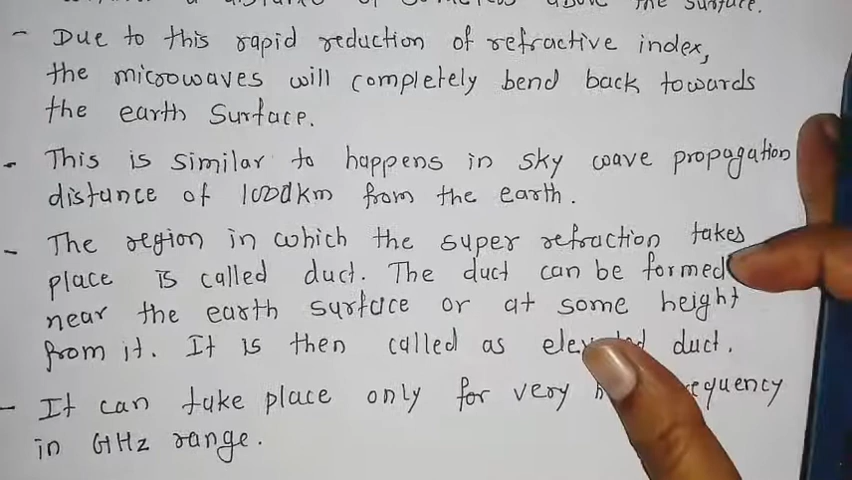 above the surface.
- Due to this rapid reduction of refractive index,
the microwaves will completely bend back towards
the earth Surface.
- This is similar to happens in sky wave propagation
distance of 1000km from the earth.
- The region in which the super refraction takes
place is called duct. The duct can be formed
near the earth surface or at some height
from it. It is then called as duct.
- It can take place only for very
in GHz range.